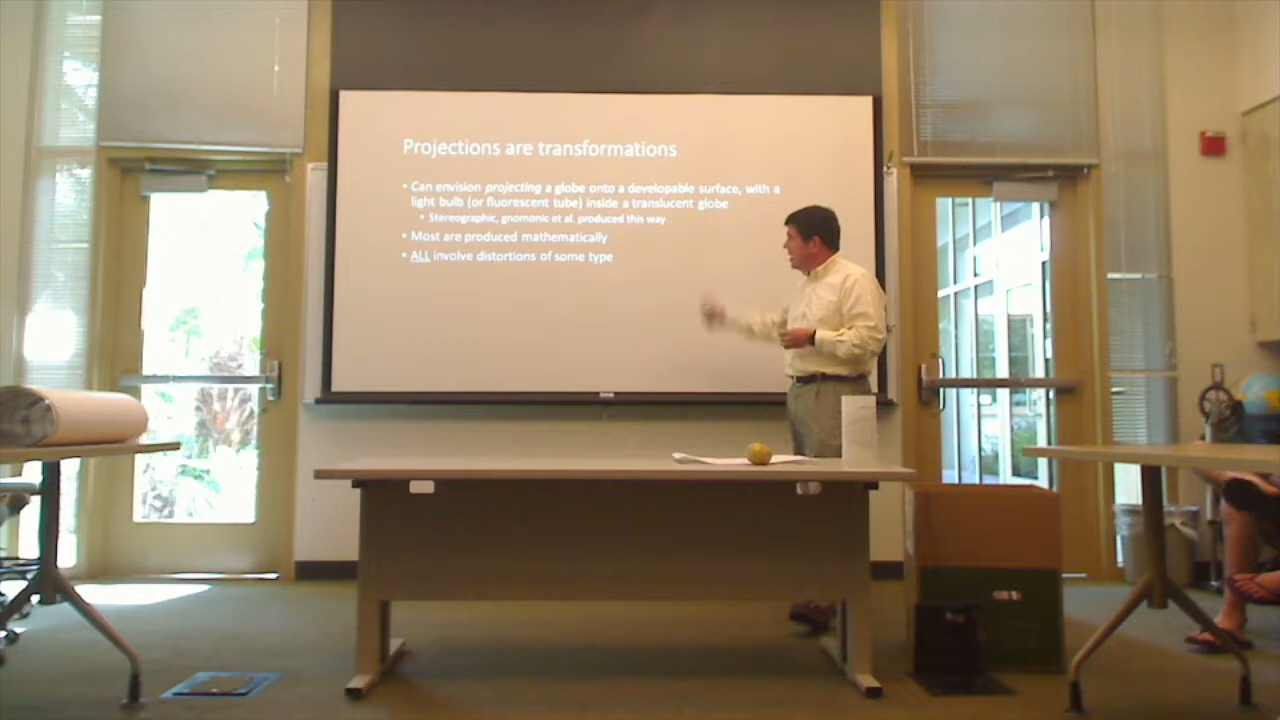 Projections are transformations
• Can envision projecting a globe onto a developable surface, with a
light bulb (or fluorescent tube) inside a translucent globe
• Stereographic, gnomonic et al. produced this way
• Most are produced mathematically
• ALL involve distortions of some type